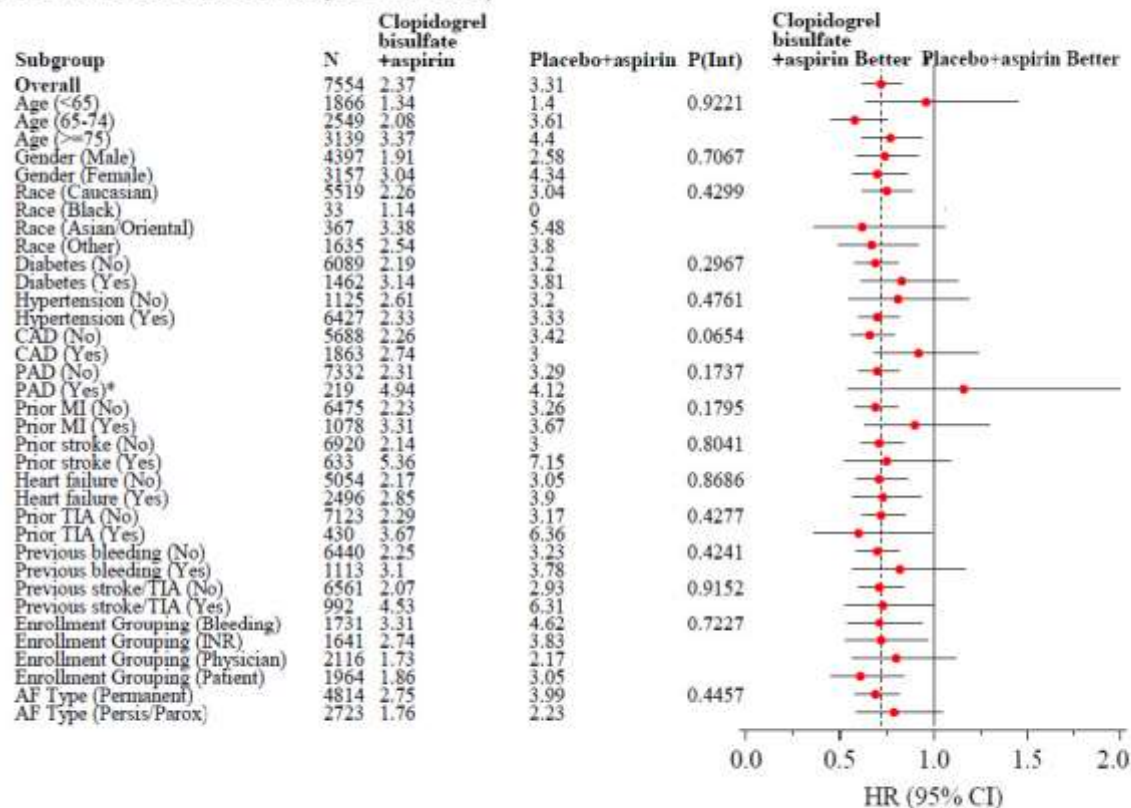 Clopidogrel bisulfate +aspirin Clopidogrel bisulfate
Subgroup N Placebo+aspirin P(Int) +aspirin Better Placebo+aspirin Better
Overall 7554 2.37 3.31
Age (<65) 1866 1.34 1.4 0.9221
Age (65-74) 2549 2.08 3.61
Age (>=75) 3139 3.37 4.4
Gender (Male) 4397 1.91 2.58 0.7067
Gender (Female) 3157 3.04 4.34
Race (Caucasian) 5519 2.26 3.04 0.4299
Race (Black) 33 1.14 0
Race (Asian/Oriental) 367 3.38 5.48
Race (Other) 1635 2.54 3.8
Diabetes (No) 6089 2.19 3.2 0.2967
Diabetes (Yes) 1462 3.14 3.81
Hypertension (No) 1125 2.61 3.2 0.4761
Hypertension (Yes) 6427 2.33 3.33
CAD (No) 5688 2.26 3.42 0.0654
CAD (Yes) 1863 2.74 3
PAD (No) 7332 2.31 3.29 0.1737
PAD (Yes)* 219 4.94 4.12
Prior MI (No) 6475 2.23 3.26 0.1795
Prior MI (Yes) 1078 3.31 3.67
Prior stroke (No) 6920 2.14 3 0.8041
Prior stroke (Yes) 633 5.36 7.15
Heart failure (No) 5054 2.17 3.05 0.8686
Heart failure (Yes) 2496 2.85 3.9
Prior TIA (No) 7123 2.29 3.17 0.4277
Prior TIA (Yes) 430 3.67 6.36
Previous bleeding (No) 6440 2.25 3.23 0.4241
Previous bleeding (Yes) 1113 3.1 3.78
Previous stroke/TIA (No) 6561 2.07 2.93 0.9152
Previous stroke/TIA (Yes) 992 4.53 6.31
Enrollment Grouping (Bleeding) 1731 3.31 4.62 0.7227
Enrollment Grouping (INR) 1641 2.74 3.83
Enrollment Grouping (Physician) 2116 1.73 2.17
Enrollment Grouping (Patient) 1964 1.86 3.05
AF Type (Permanent) 4814 2.75 3.99 0.4457
AF Type (Persis/Parox) 2723 1.76 2.23
0.0 0.5 1.0 1.5 2.0
HR (95% CI)